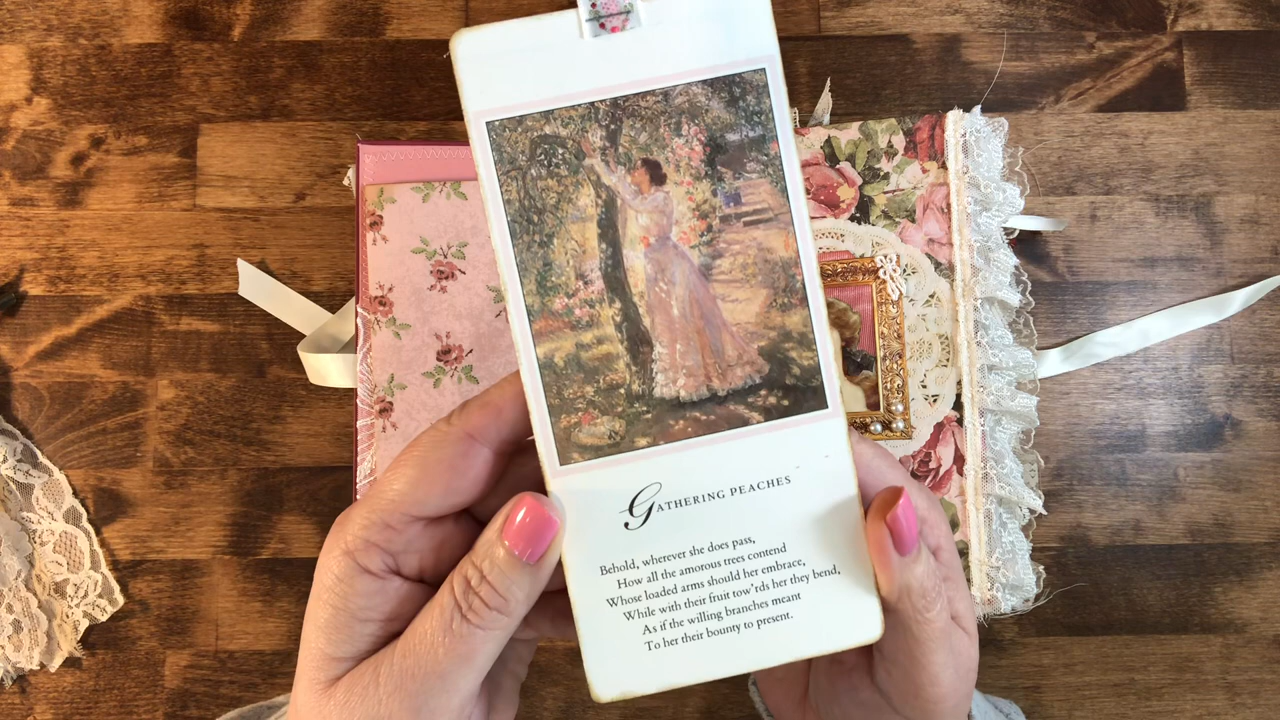 GATHERING PEACHES
Behold, wherever she does pass,
How all the amorous trees contend
Whose loaded arms should her embrace,
While with their fruit tow'rds her they bend,
As if the willing branches meant
To her their bounty to present.